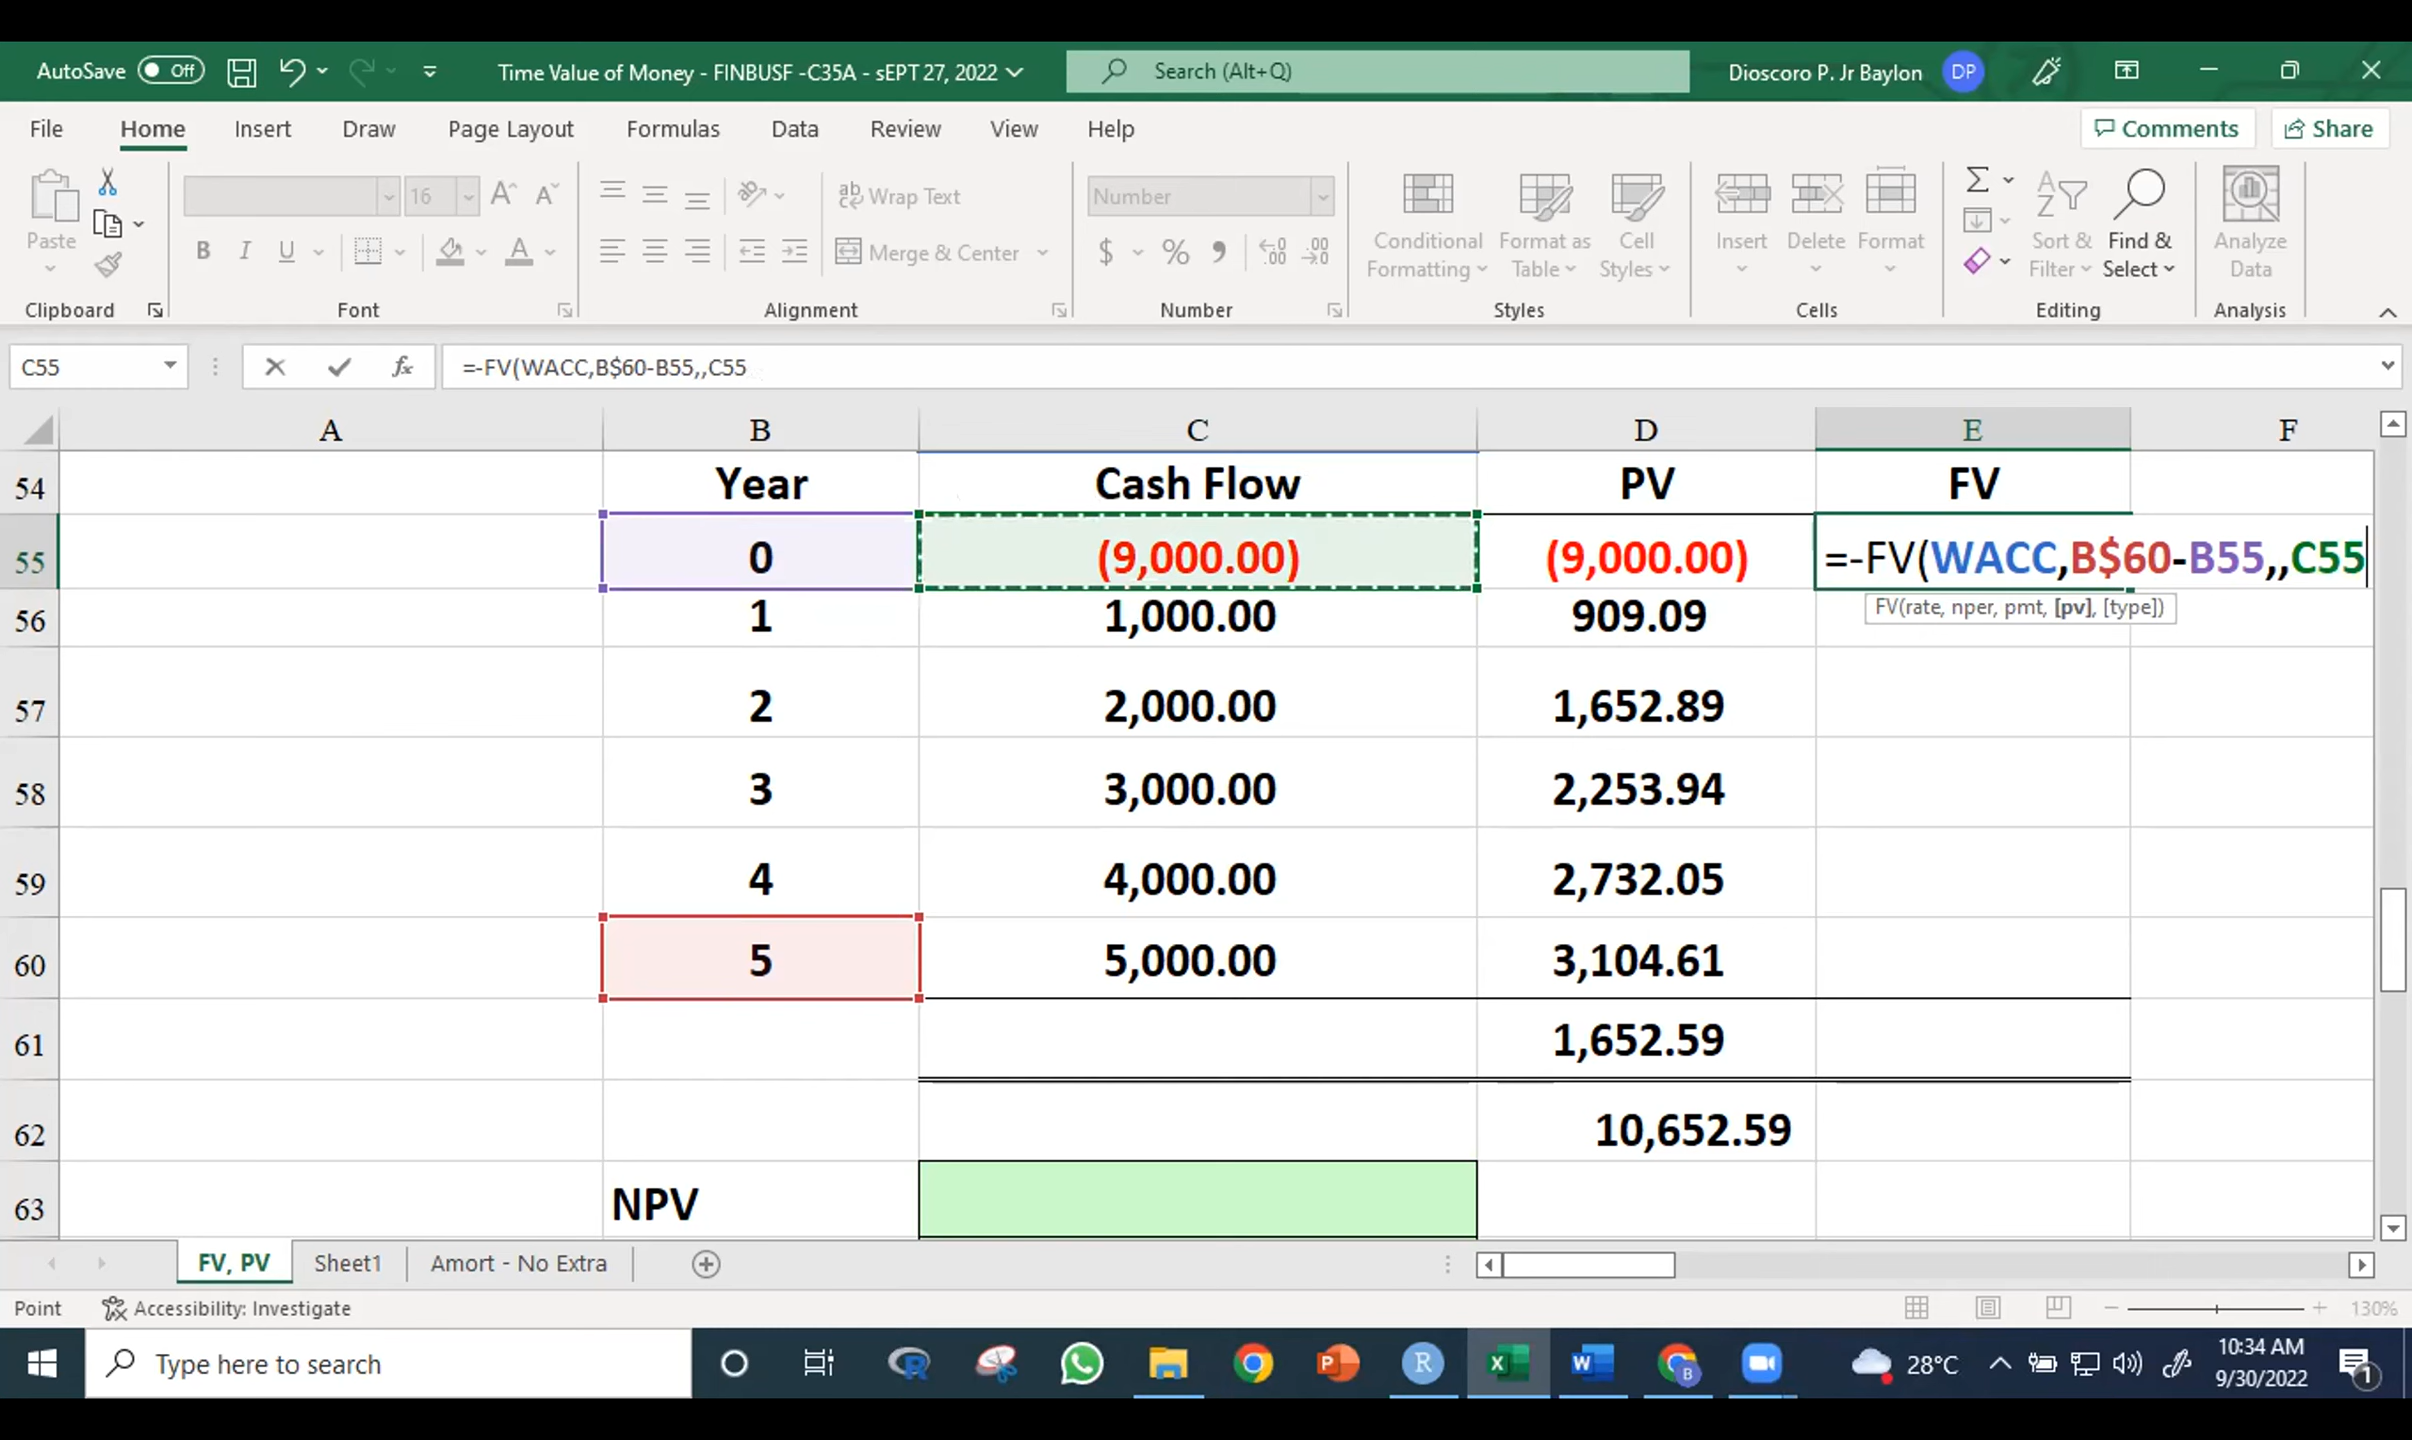 AutoSave Off Time Value of Money - FINBUSF -C35A - sEPT 27, 2022 Search (Alt+Q) Dioscoro P. Jr Baylon DP
File Home Insert Draw Page Layout Formulas Data Review View Help Comments Share
Paste 16 Wrap Text Number Conditional Formatting Format as Table Cell Styles Insert Delete Format Sort & Filter Find & Select Analyze Data
B I U A Merge & Center $ %
Clipboard Font Alignment Number Styles Cells Editing Analysis
C55 fx =-FV(WACC,B$60-B55,,C55
A B C D E F
54 Year Cash Flow PV FV
55 0 (9,000.00) (9,000.00) =-FV(WACC,B$60-B55,,C55
FV(rate, nper, pmt, [pv], [type])
56 1 1,000.00 909.09
57 2 2,000.00 1,652.89
58 3 3,000.00 2,253.94
59 4 4,000.00 2,732.05
60 5 5,000.00 3,104.61
61 1,652.59
62 10,652.59
63 NPV
FV, PV Sheet1 Amort - No Extra
Point Accessibility: Investigate 130%
Type here to search 28°C 10:34 AM
9/30/2022 1